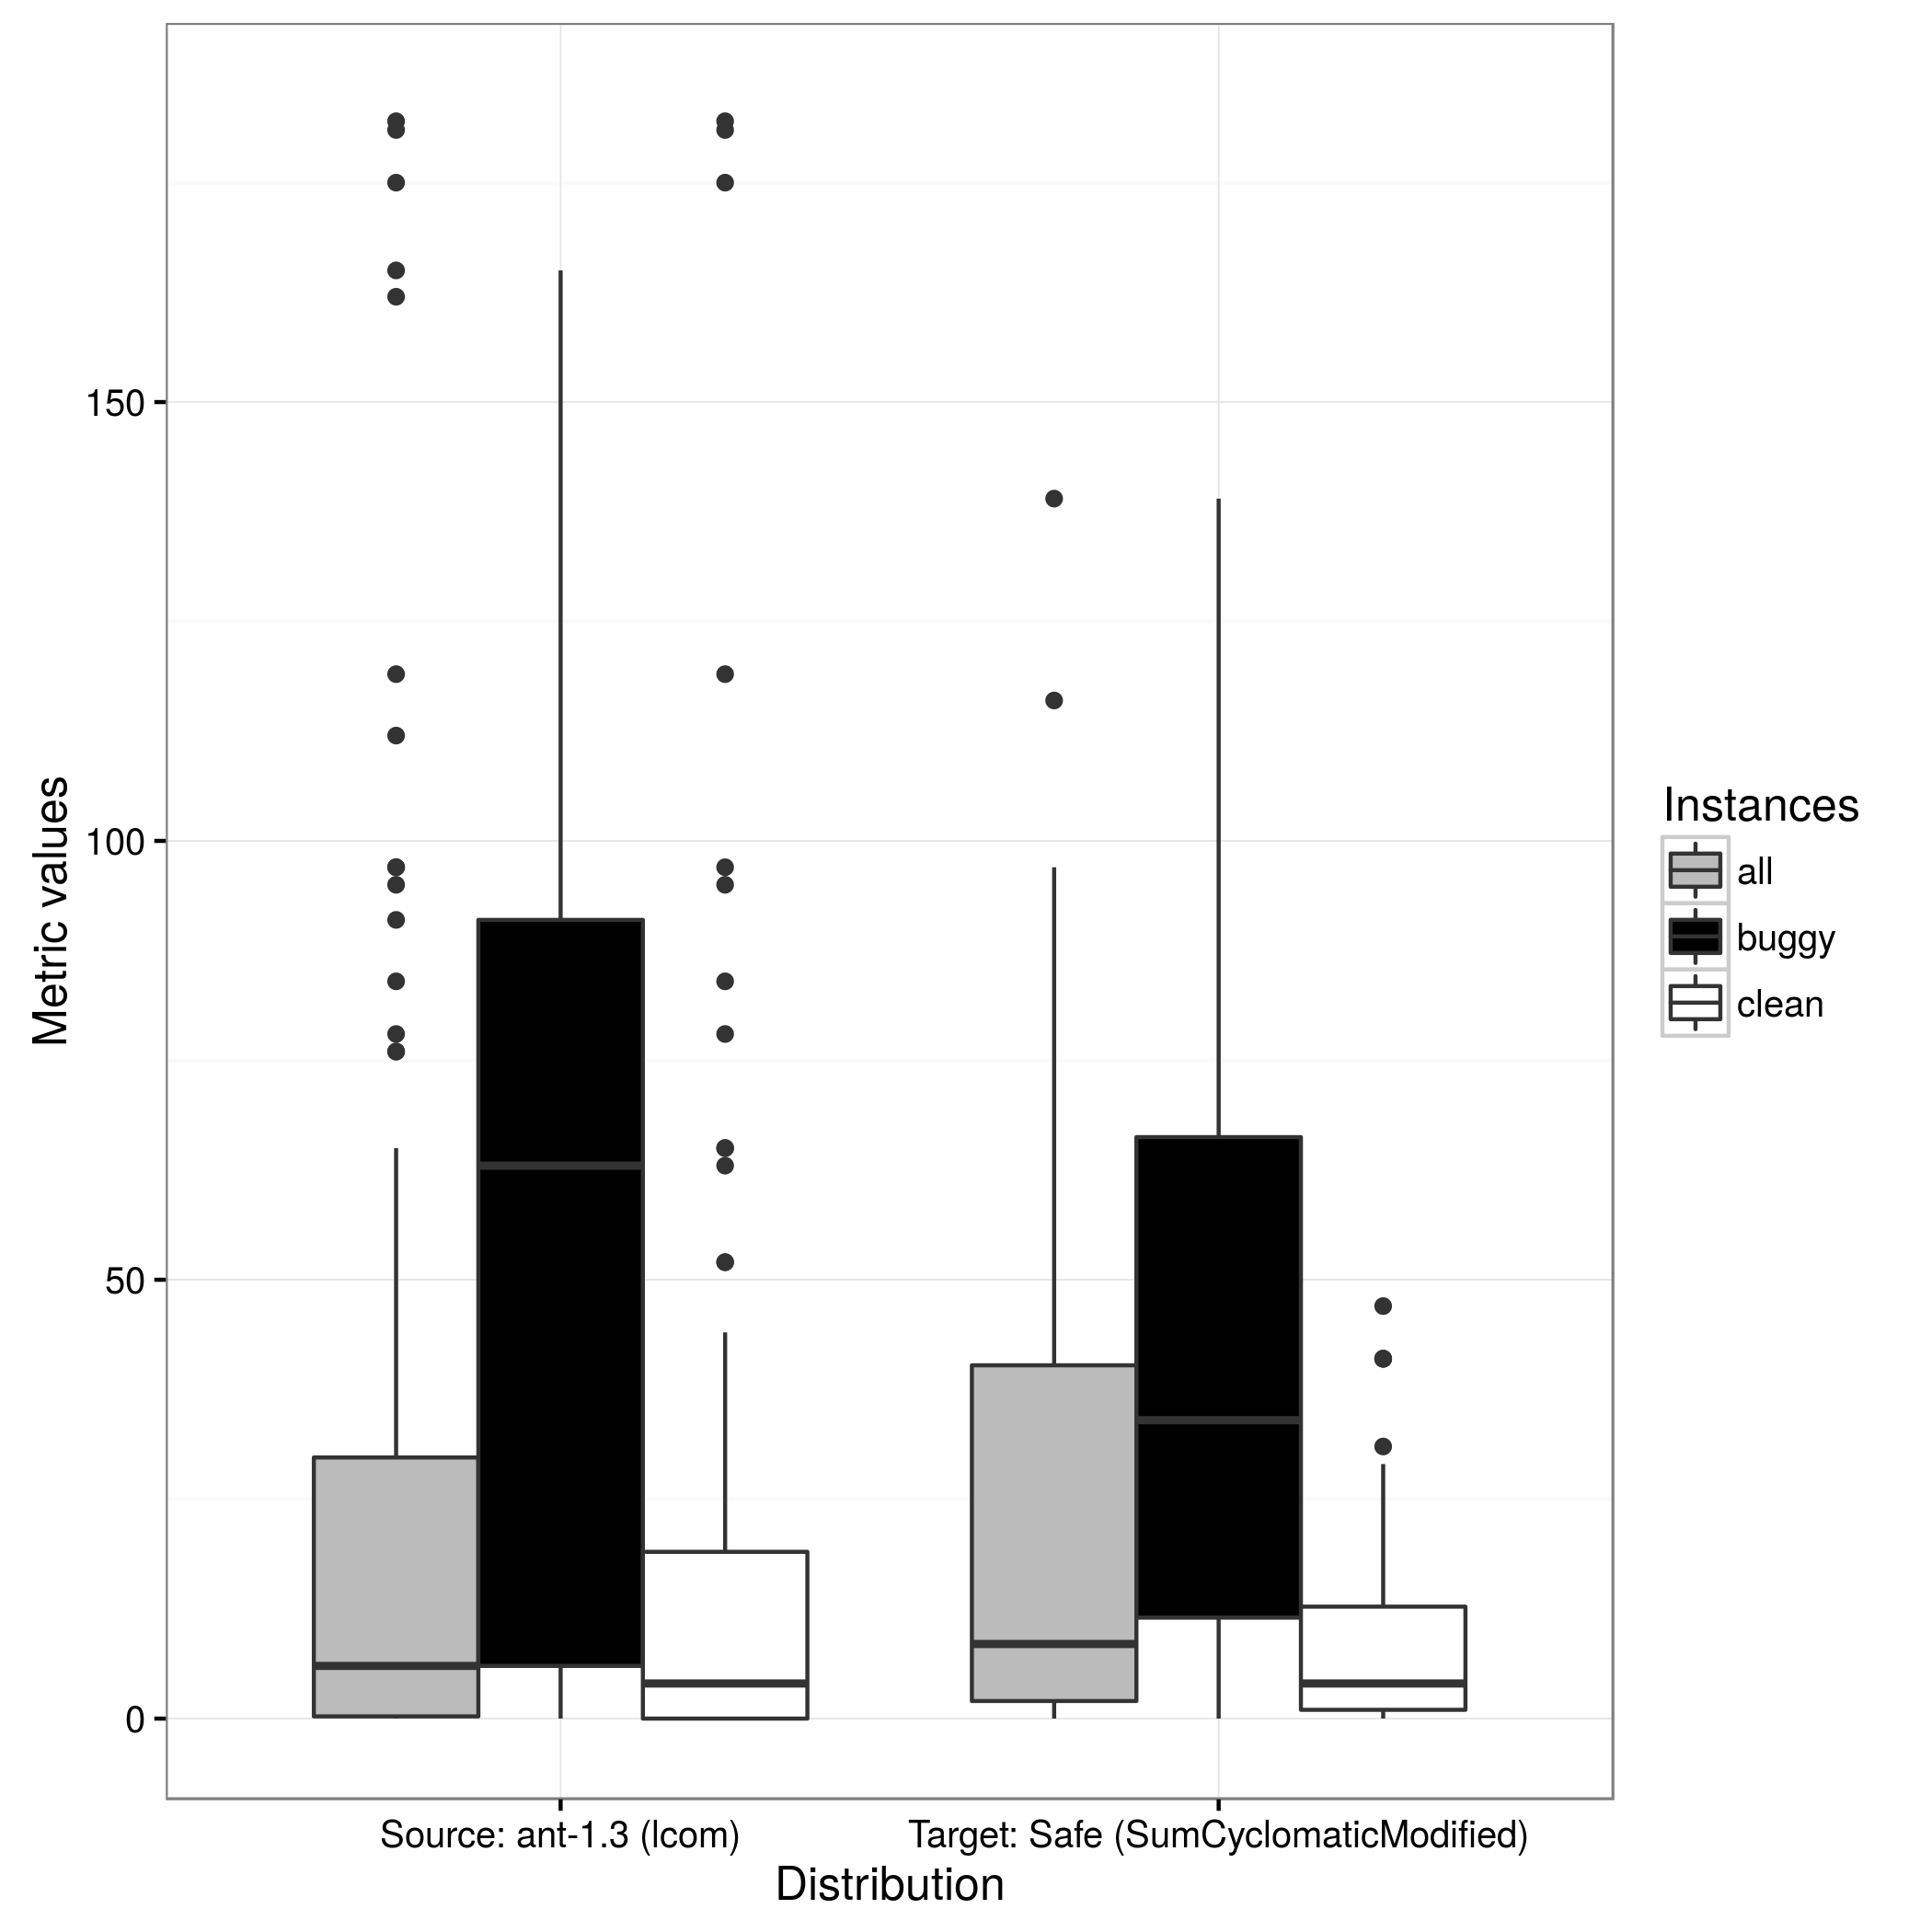 150
100
50
0
Metric values
Source: ant-1.3 (lcom)
Target: Safe (SumCyclomaticModified)
Distribution
Instances
all
buggy
clean